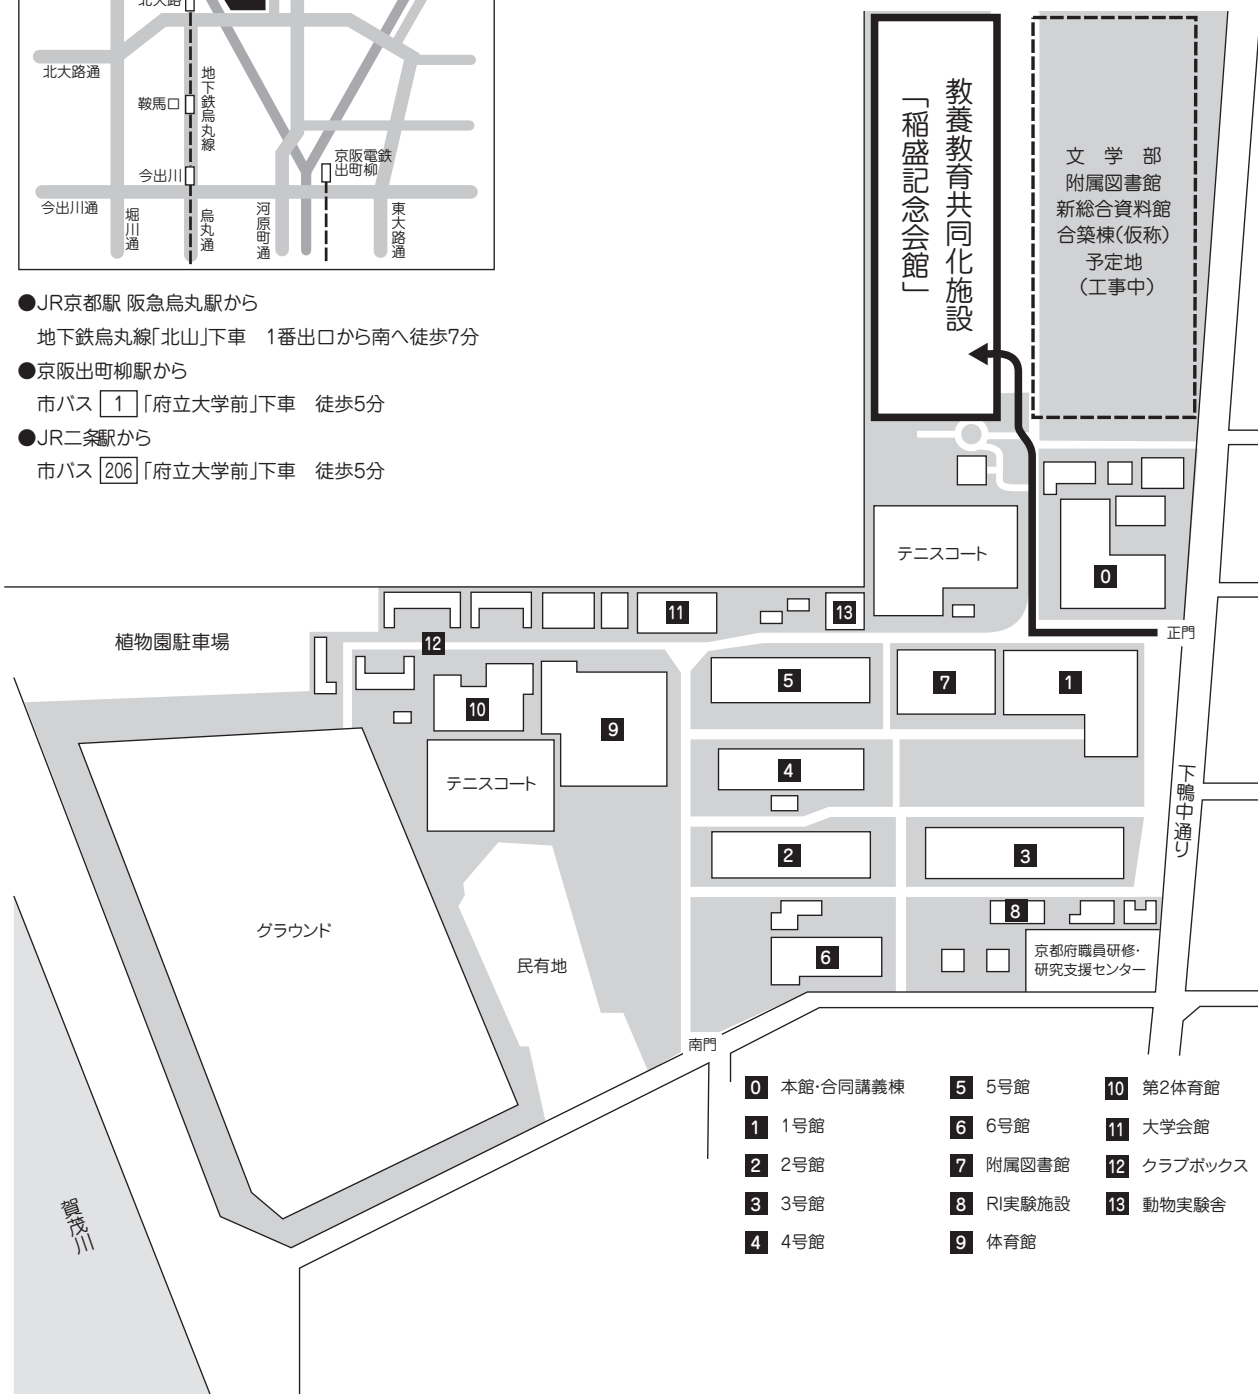 北大路
北大路通
地下鉄烏丸線
鞍馬口
今出川
京阪電鉄
出町柳
今出川通
堀川通
烏丸通
河原町通
東大路通
●JR京都駅 阪急烏丸駅から
地下鉄烏丸線「北山」下車　1番出口から南へ徒歩7分
●京阪出町柳駅から
市バス 1 「府立大学前」下車　徒歩5分
●JR二条駅から
市バス 206 「府立大学前」下車　徒歩5分
教養教育共同化施設
「稲盛記念会館」
文　学　部
附属図書館
新総合資料館
合築棟(仮称)
予定地
(工事中)
テニスコート
0
正門
植物園駐車場
11
13
12
10
9
5
7
1
テニスコート
4
下鴨中通り
2
3
グラウンド
民有地
8
6
京都府職員研修・
研究支援センター
南門
賀茂川
0 本館・合同講義棟
1 1号館
2 2号館
3 3号館
4 4号館
5 5号館
6 6号館
7 附属図書館
8 RI実験施設
9 体育館
10 第2体育館
11 大学会館
12 クラブボックス
13 動物実験舎